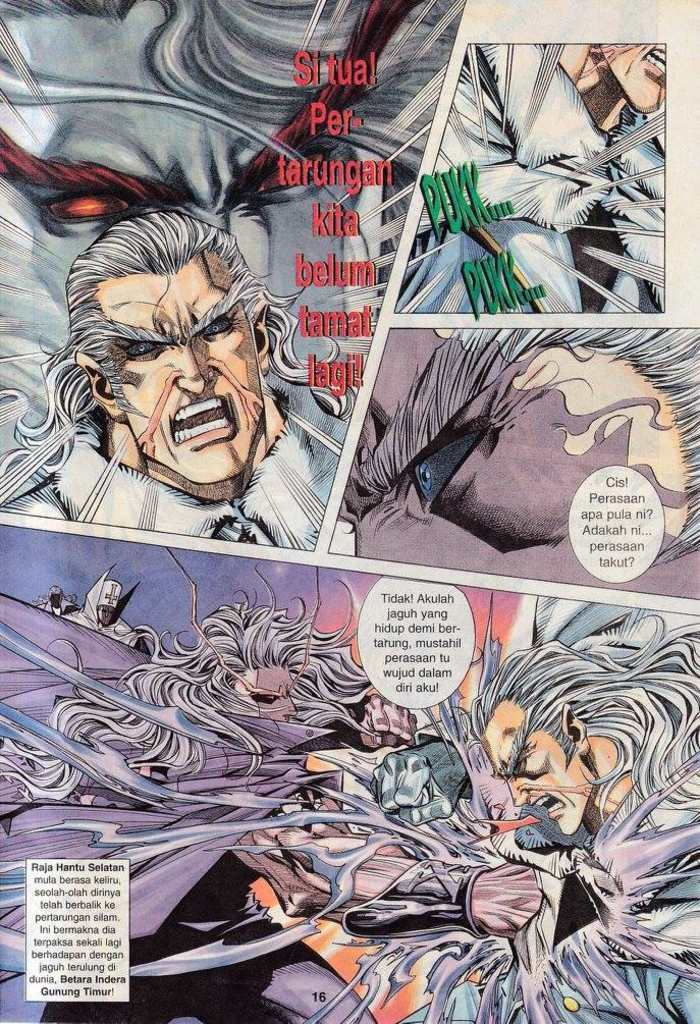 Si tua!
Per-
tarungan
kita
belum
tamat
lagi!
PUKK...
PUKK...
Cis!
Perasaan
apa pula ni?
Adakah ni...
perasaan
takut?
Tidak! Akulah
jaguh yang
hidup demi ber-
tarung, mustahil
perasaan tu
wujud dalam
diri aku!
Raja Hantu Selatan
mula berasa keliru,
seolah-olah dirinya
telah berbalik ke
pertarungan silam.
Ini bermakna dia
terpaksa sekali lagi
berhadapan dengan
jaguh terulung di
dunia, Betara Indera
Gunung Timur!
16